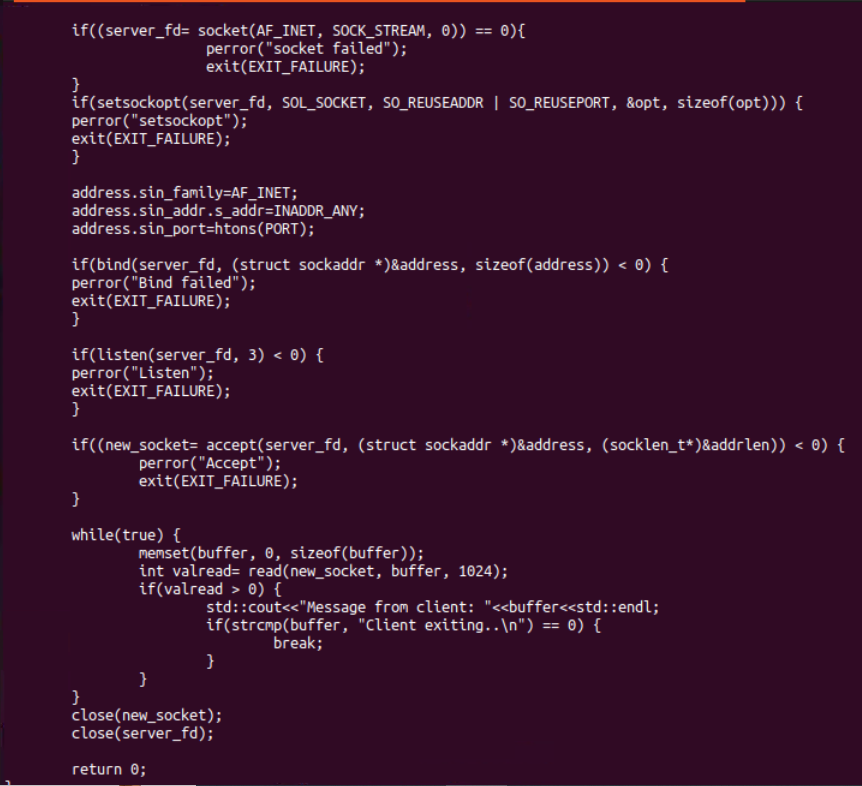 if((server_fd= socket(AF_INET, SOCK_STREAM, 0)) == 0){
perror("socket failed");
exit(EXIT_FAILURE);
}
if(setsockopt(server_fd, SOL_SOCKET, SO_REUSEADDR | SO_REUSEPORT, &opt, sizeof(opt))) {
perror("setsockopt");
exit(EXIT_FAILURE);
}
address.sin_family=AF_INET;
address.sin_addr.s_addr=INADDR_ANY;
address.sin_port=htons(PORT);
if(bind(server_fd, (struct sockaddr *)&address, sizeof(address)) < 0) {
perror("Bind failed");
exit(EXIT_FAILURE);
}
if(listen(server_fd, 3) < 0) {
perror("Listen");
exit(EXIT_FAILURE);
}
if((new_socket= accept(server_fd, (struct sockaddr *)&address, (socklen_t*)&addrlen)) < 0) {
perror("Accept");
exit(EXIT_FAILURE);
}
while(true) {
memset(buffer, 0, sizeof(buffer));
int valread= read(new_socket, buffer, 1024);
if(valread > 0) {
std::cout<<"Message from client: "<<buffer<<std::endl;
if(strcmp(buffer, "Client exiting..\n") == 0) {
break;
}
}
}
close(new_socket);
close(server_fd);
return 0;